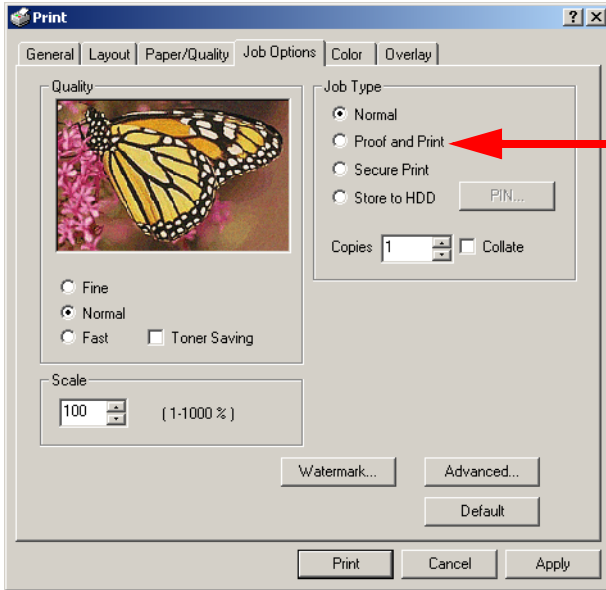 Print
General Layout Paper/Quality Job Options Color Overlay
Quality
Fine
Normal
Fast Toner Saving
Scale
100 (1-1000 %)
Job Type
Normal
Proof and Print
Secure Print
Store to HDD PIN...
Copies 1 Collate
Watermark... Advanced...
Default
Print Cancel Apply